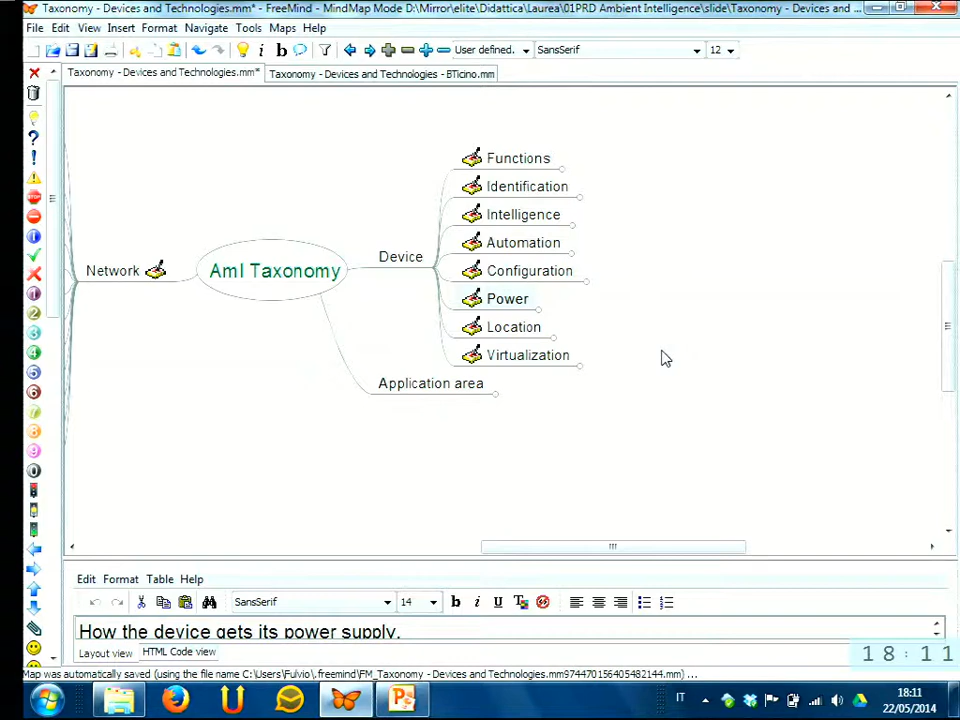 Taxonomy - Devices and Technologies.mm* - FreeMind - MindMap Mode D:\Mirror\elite\Didattica\Laurea\01PRD Ambient Intelligence\slide\Taxonomy - Devices and ...
File Edit View Insert Format Navigate Tools Maps Help
User defined. SansSerif 12
Taxonomy - Devices and Technologies.mm* Taxonomy - Devices and Technologies - BTicino.mm
Functions
Identification
Intelligence
Automation
Device
Network
AmI Taxonomy
Configuration
Power
Location
Virtualization
Application area
Edit Format Table Help
SansSerif 14
How the device gets its power supply.
Layout view HTML Code view
18:11
Map was automatically saved (using the file name C:\Users\Fulvio\.freemind\FM_Taxonomy - Devices and Technologies.mm9744701564054821​44.mm) ...
IT
18:11
22/05/2014